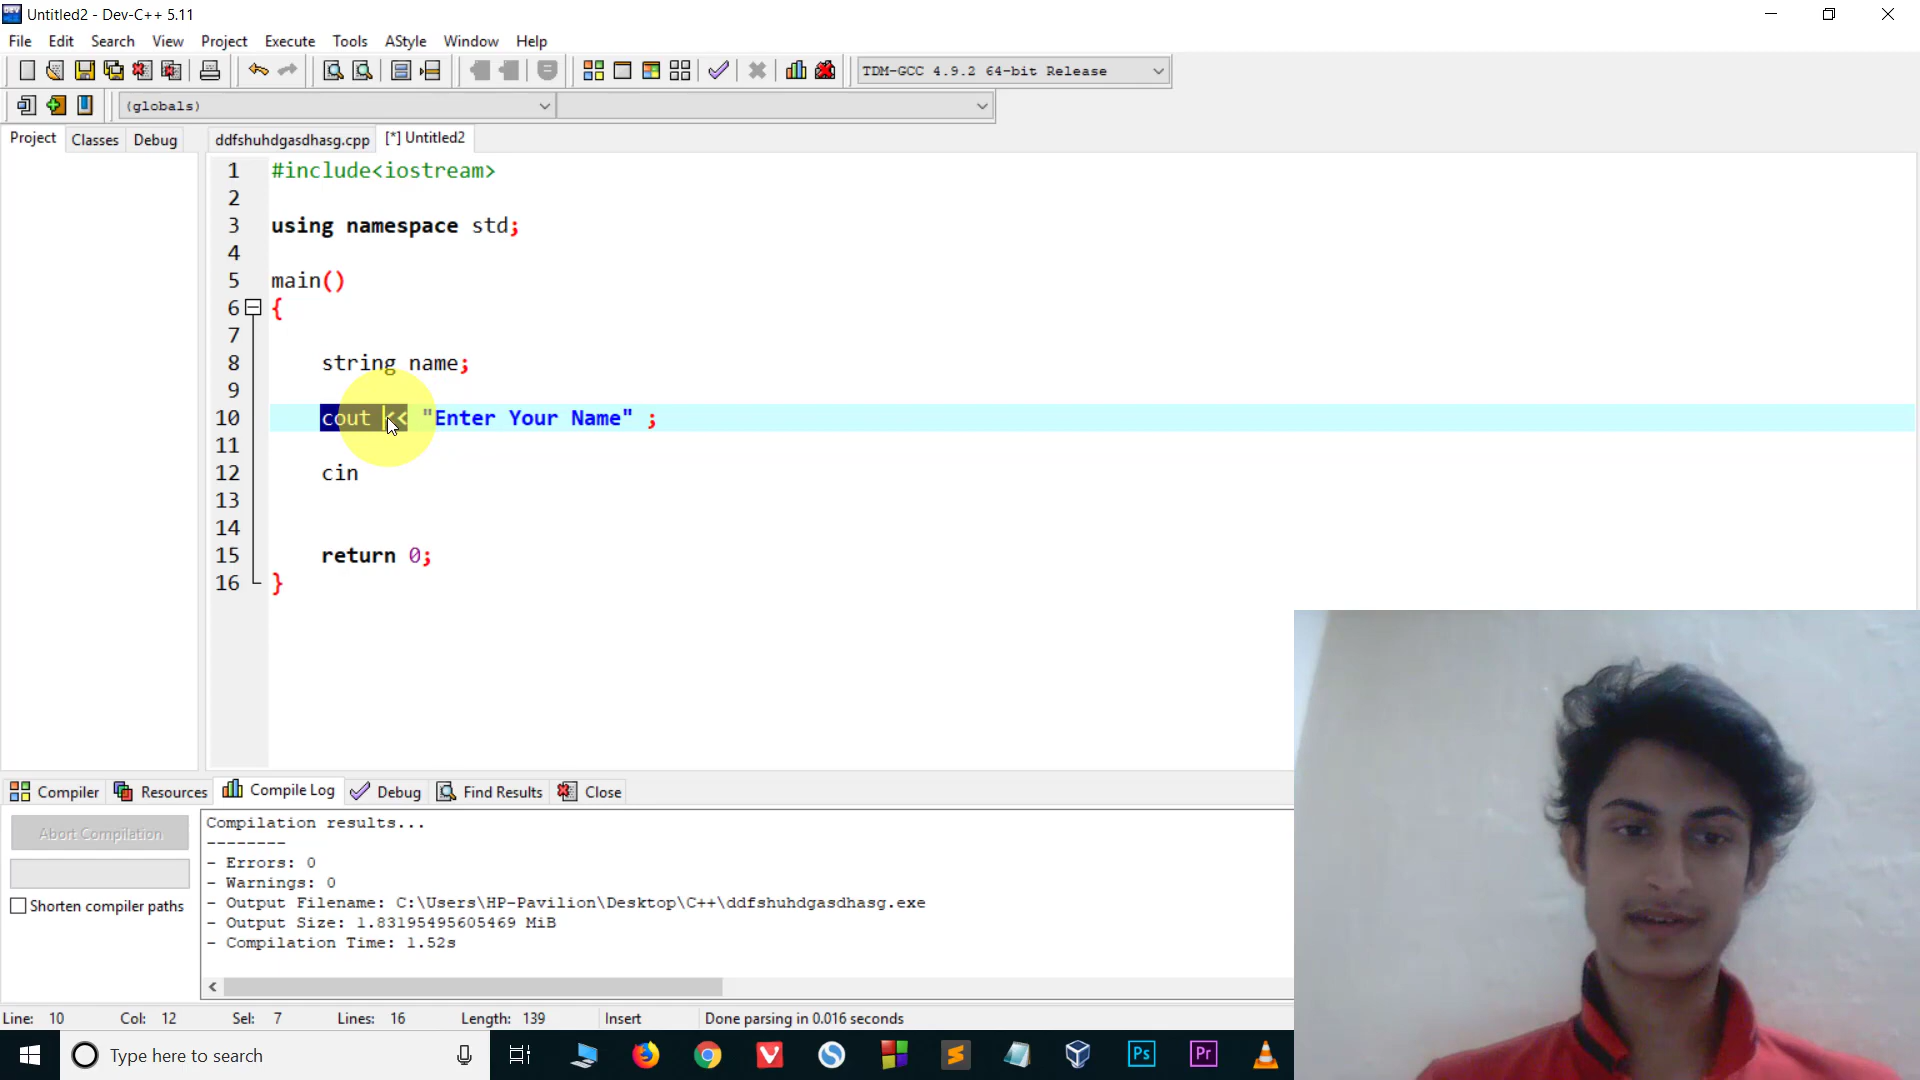 Untitled2 - Dev-C++ 5.11
File Edit Search View Project Execute Tools AStyle Window Help
TDM-GCC 4.9.2 64-bit Release
(globals)
Project Classes Debug ddfshuhdgasdhasg.cpp [*] Untitled2
1 #include<iostream>
2
3 using namespace std;
4
5 main()
6 {
7
8 string name;
9
10 cout << "Enter Your Name" ;
11
12 cin
13
14
15 return 0;
16 }
Compiler Resources Compile Log Debug Find Results Close
Abort Compilation
Shorten compiler paths
Compilation results...
--------
- Errors: 0
- Warnings: 0
- Output Filename: C:\Users\HP-Pavilion\Desktop\C++\ddfshuhdgasdhasg.exe
- Output Size: 1.83195495605469 MiB
- Compilation Time: 1.52s
Line: 10 Col: 12 Sel: 7 Lines: 16 Length: 139 Insert Done parsing in 0.016 seconds
Type here to search
Ps Pr